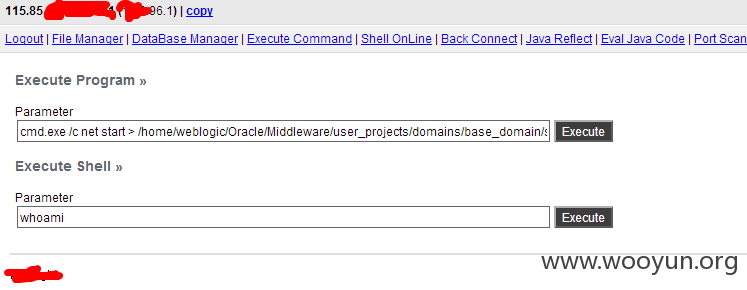 115.85 96.1) | copy
Logout | File Manager | DataBase Manager | Execute Command | Shell OnLine | Back Connect | Java Reflect | Eval Java Code | Port Scan
Execute Program »
Parameter
cmd.exe /c net start > /home/weblogic/Oracle/Middleware/user_projects/domains/base_domain/s
Execute
Execute Shell »
Parameter
whoami
Execute
www.wooyun.org